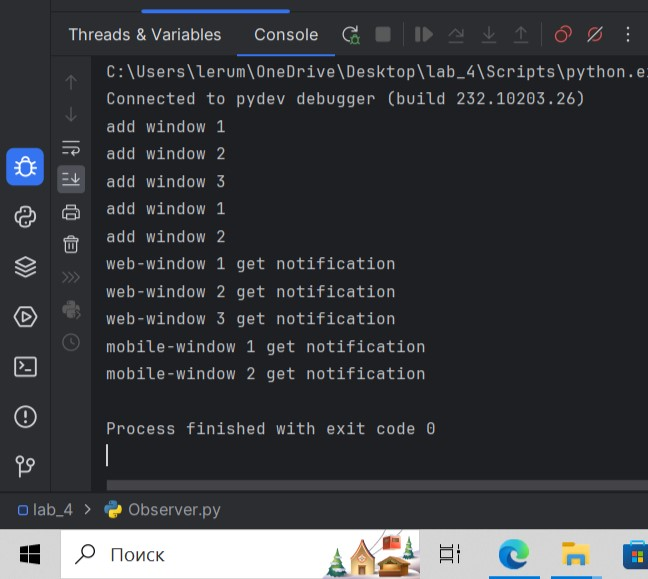 Threads & Variables Console
C:\Users\lerum\OneDrive\Desktop\lab_4\Scripts\python.e
Connected to pydev debugger (build 232.10203.26)
add window 1
add window 2
add window 3
add window 1
add window 2
web-window 1 get notification
web-window 2 get notification
web-window 3 get notification
mobile-window 1 get notification
mobile-window 2 get notification
Process finished with exit code 0
lab_4 > Observer.py
Поиск